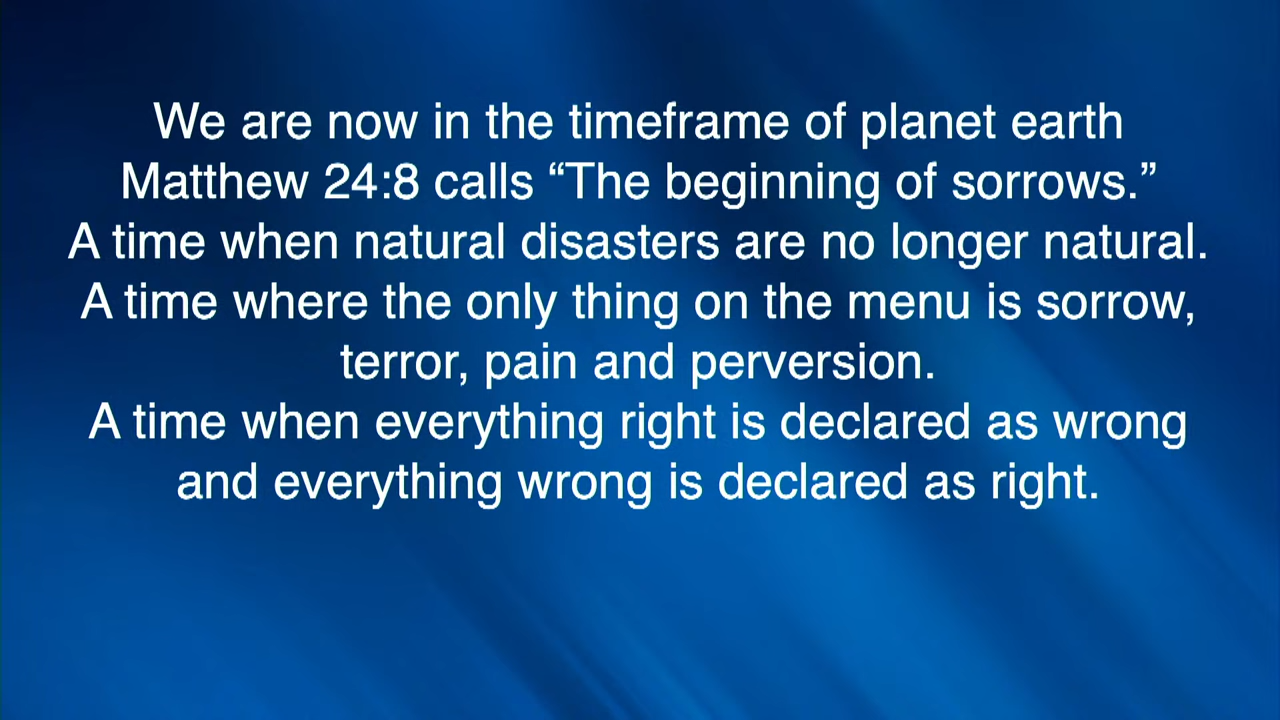 We are now in the timeframe of planet earth
Matthew 24:8 calls “The beginning of sorrows.”
A time when natural disasters are no longer natural.
A time where the only thing on the menu is sorrow,
terror, pain and perversion.
A time when everything right is declared as wrong
and everything wrong is declared as right.